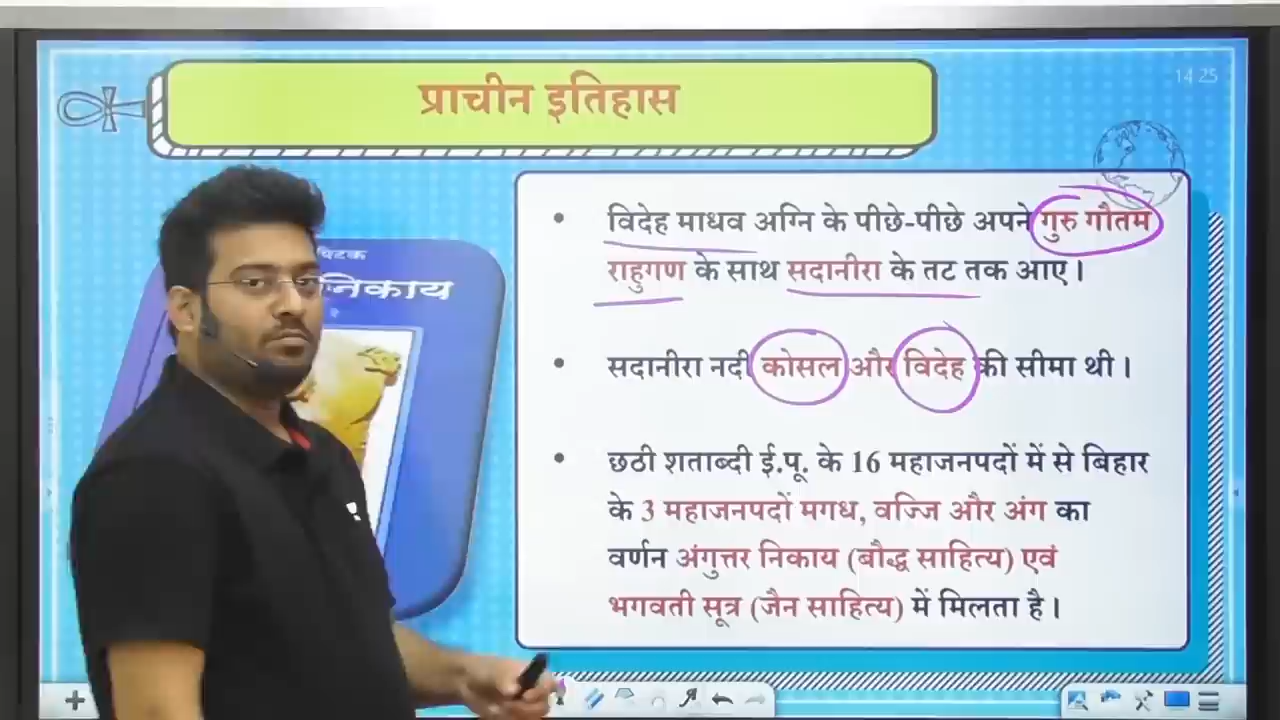 प्राचीन इतिहास
14 25
पिटक
निकाय
• विदेह माधव अग्नि के पीछे-पीछे अपने गुरु गौतम
राहुगण के साथ सदानीरा के तट तक आए।
• सदानीरा नदी कोसल और विदेह की सीमा थी।
• छठी शताब्दी ई.पू. के 16 महाजनपदों में से बिहार
के 3 महाजनपदों मगध, वज्जि और अंग का
वर्णन अंगुत्तर निकाय (बौद्ध साहित्य) एवं
भगवती सूत्र (जैन साहित्य) में मिलता है।